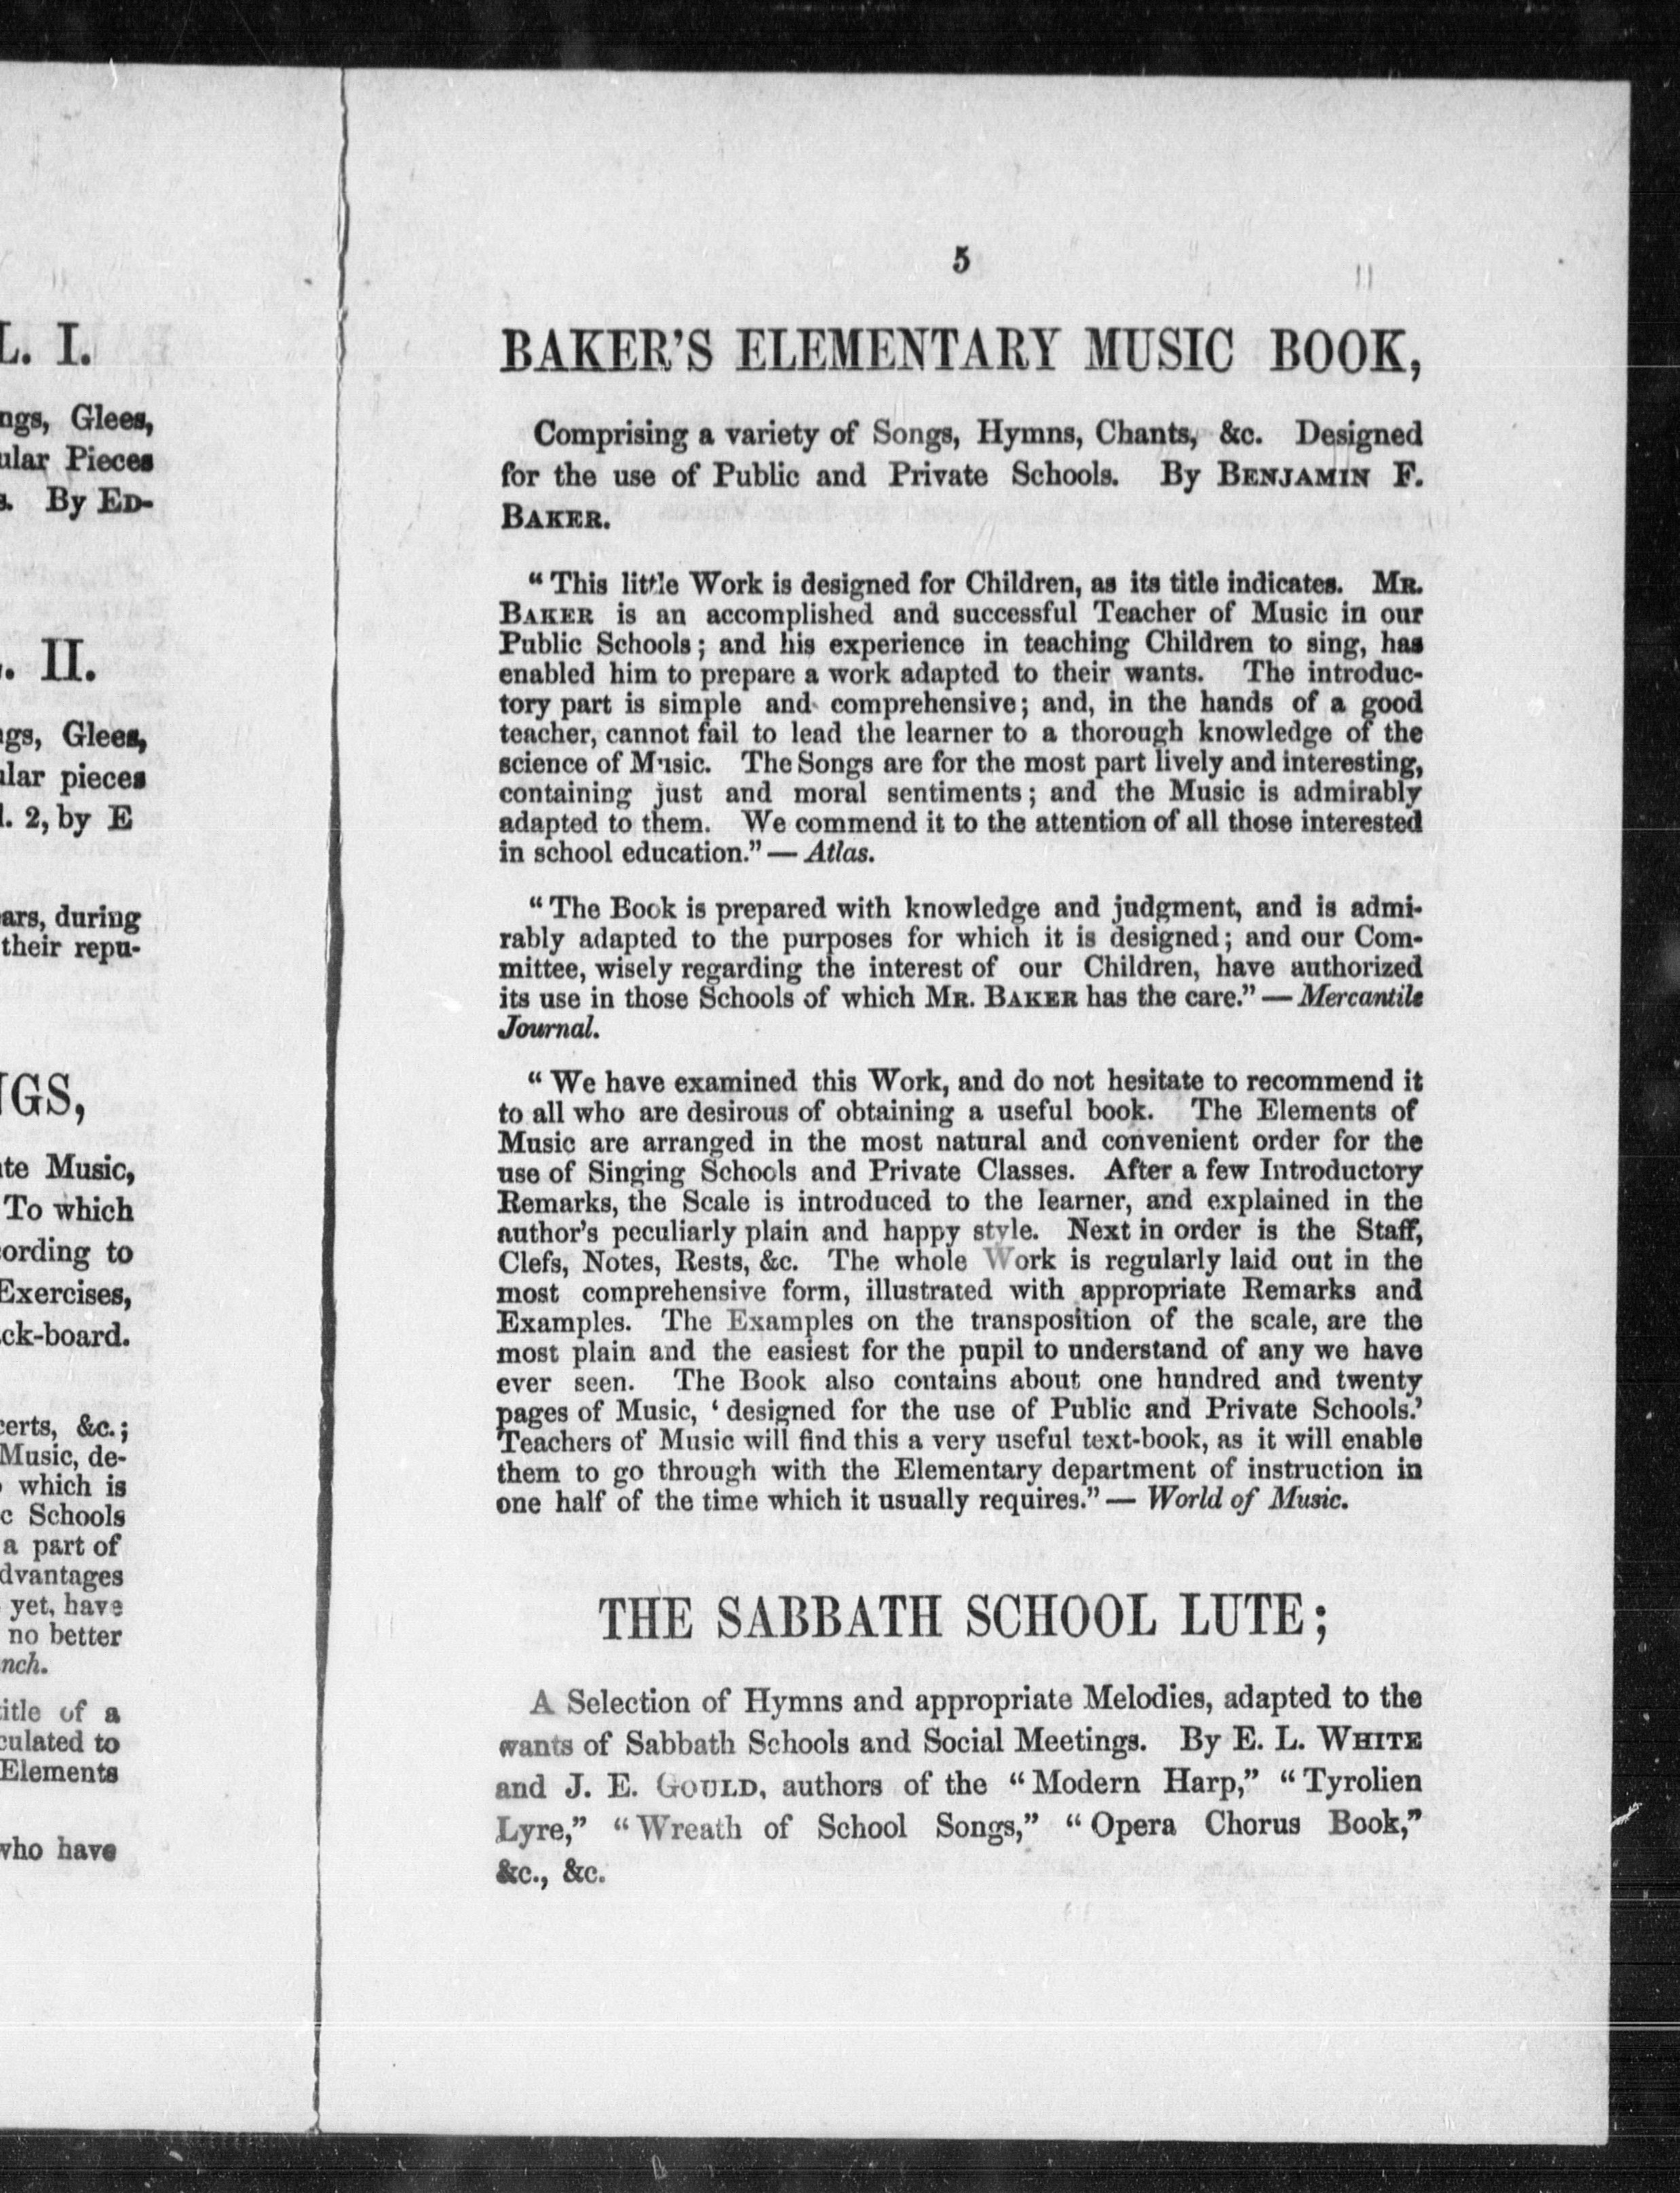 L. I.
ngs, Glees,
ular Pieces
s. By ED-
. II.
gs, Glees,
lar pieces
l. 2, by E
ars, during
their repu-
NGS,
te Music,
To which
cording to
Exercises,
ck-board.
certs, &c.;
Music, de-
which is
c Schools
a part of
dvantages
yet, have
no better
nch.
title of a
culated to
Elements
who have
5
BAKER'S ELEMENTARY MUSIC BOOK,
Comprising a variety of Songs, Hymns, Chants, &c. Designed
for the use of Public and Private Schools. By BENJAMIN F.
BAKER.
“This little Work is designed for Children, as its title indicates. MR.
BAKER is an accomplished and successful Teacher of Music in our
Public Schools; and his experience in teaching Children to sing, has
enabled him to prepare a work adapted to their wants. The introduc-
tory part is simple and comprehensive; and, in the hands of a good
teacher, cannot fail to lead the learner to a thorough knowledge of the
science of Music. The Songs are for the most part lively and interesting,
containing just and moral sentiments; and the Music is admirably
adapted to them. We commend it to the attention of all those interested
in school education.” — Atlas.
“The Book is prepared with knowledge and judgment, and is admi-
rably adapted to the purposes for which it is designed; and our Com-
mittee, wisely regarding the interest of our Children, have authorized
its use in those Schools of which MR. BAKER has the care.” — Mercantile
Journal.
“We have examined this Work, and do not hesitate to recommend it
to all who are desirous of obtaining a useful book. The Elements of
Music are arranged in the most natural and convenient order for the
use of Singing Schools and Private Classes. After a few Introductory
Remarks, the Scale is introduced to the learner, and explained in the
author's peculiarly plain and happy style. Next in order is the Staff,
Clefs, Notes, Rests, &c. The whole Work is regularly laid out in the
most comprehensive form, illustrated with appropriate Remarks and
Examples. The Examples on the transposition of the scale, are the
most plain and the easiest for the pupil to understand of any we have
ever seen. The Book also contains about one hundred and twenty
pages of Music, ‘designed for the use of Public and Private Schools.’
Teachers of Music will find this a very useful text-book, as it will enable
them to go through with the Elementary department of instruction in
one half of the time which it usually requires.” — World of Music.
THE SABBATH SCHOOL LUTE;
A Selection of Hymns and appropriate Melodies, adapted to the
wants of Sabbath Schools and Social Meetings. By E. L. WHITE
and J. E. GOULD, authors of the “Modern Harp,” “Tyrolien
Lyre,” “Wreath of School Songs,” “Opera Chorus Book,”
&c., &c.